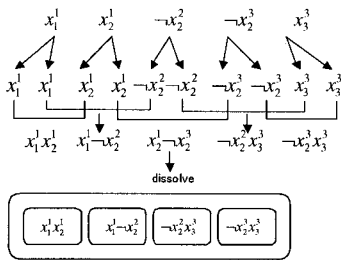 x₁¹ x₂¹ ¬x₂² ¬x₂³ x₃³
x₁¹ x₁¹ x₂¹ x₂¹ ¬x₂² ¬x₂² ¬x₂³ ¬x₂³ x₃³ x₃³
x₁¹x₂¹ x₁¹¬x₂² x₂¹¬x₂³ ¬x₂²x₃³ ¬x₂³x₃³
dissolve
x₁¹x₂¹ x₁¹¬x₂² ¬x₂²x₃³ ¬x₂³x₃³